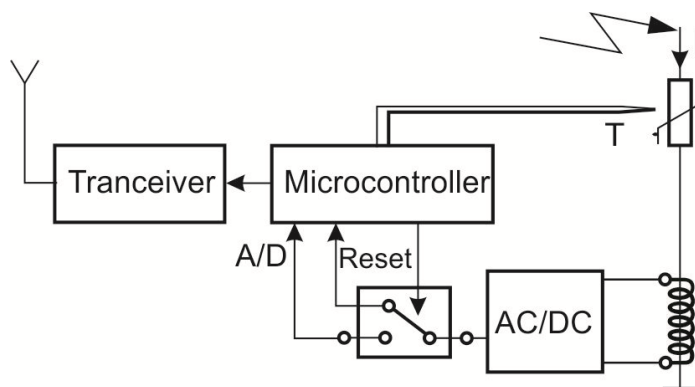 T
Tranceiver
Microcontroller
A/D
Reset
AC/DC